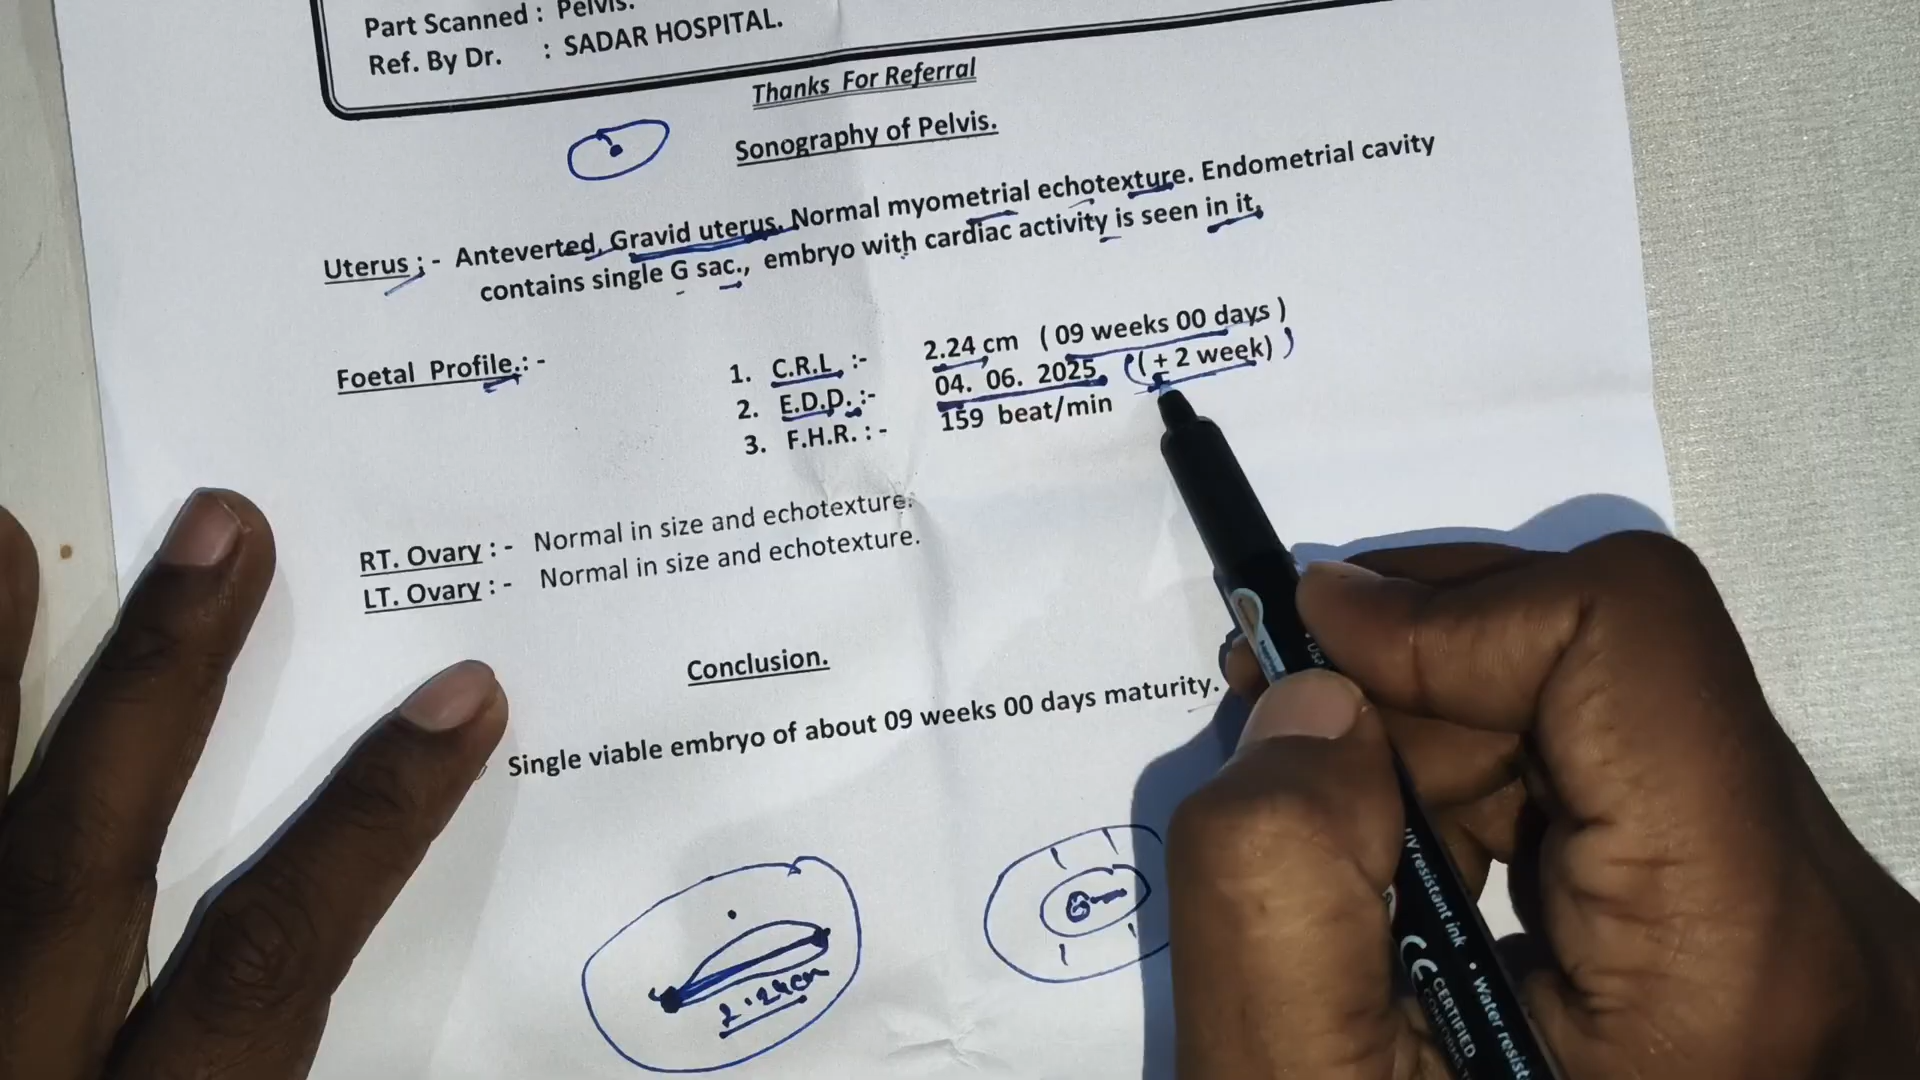 Part Scanned : Pelvis.
Ref. By Dr. : SADAR HOSPITAL.
Thanks For Referral
Sonography of Pelvis.
Uterus : - Anteverted, Gravid uterus. Normal myometrial echotexture. Endometrial cavity
contains single G sac., embryo with cardiac activity is seen in it.
Foetal Profile.: -
1. C.R.L. :- 2.24 cm ( 09 weeks 00 days )
2. E.D.D. :- 04. 06. 2025 ( + 2 week)
3. F.H.R. : - 159 beat/min
RT. Ovary : - Normal in size and echotexture.
LT. Ovary : - Normal in size and echotexture.
Conclusion.
Single viable embryo of about 09 weeks 00 days maturity.
2.24cm
UV resistant ink • Water resist
CE CERTIFIED